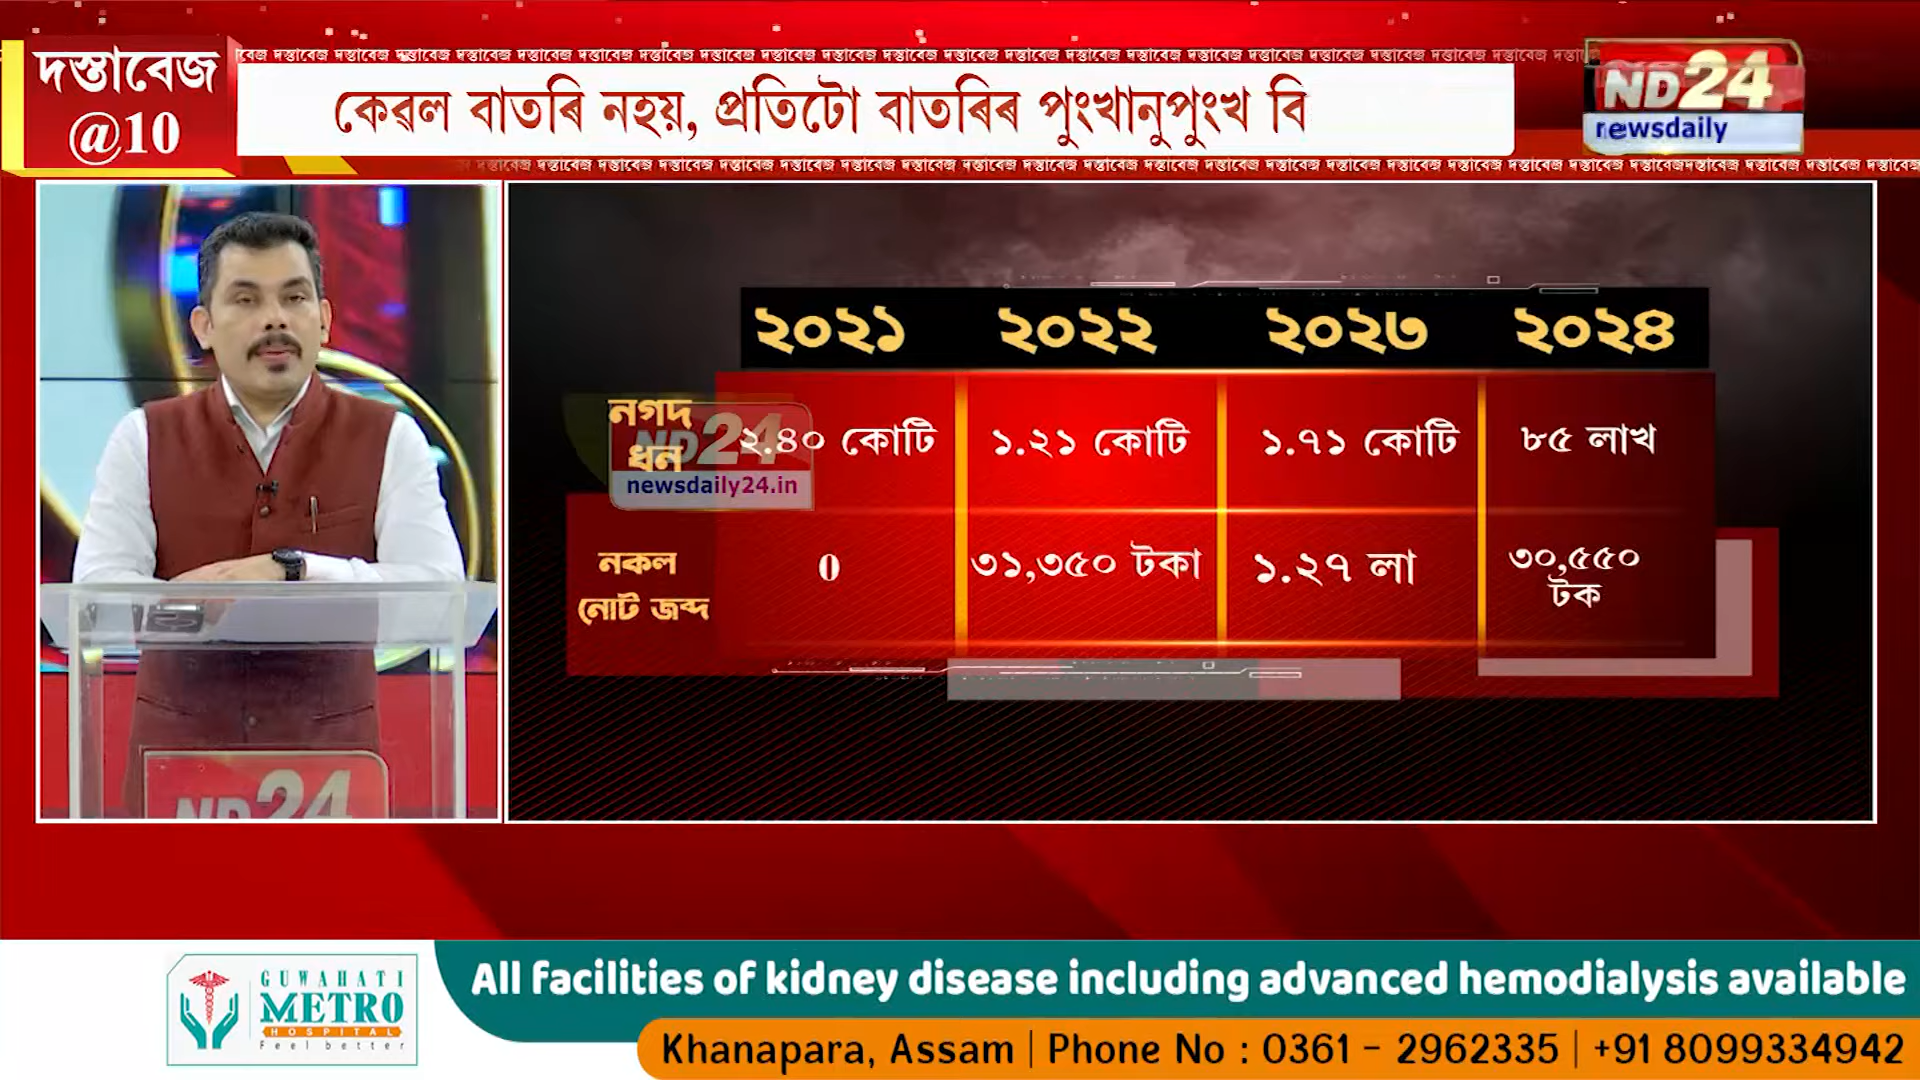 দস্তাবেজ
@10
কেৱল বাতৰি নহয়, প্ৰতিটো বাতৰিৰ পুংখানুপুংখ বি
ND24
newsdaily
২০২১ ২০২২ ২০২৩ ২০২৪
নগদ
ধন
২.৪০ কোটি ১.২১ কোটি ১.৭১ কোটি ৮৫ লাখ
ND24
newsdaily24.in
নকল
নোট জব্দ
0 ৩১,৩৫০ টকা ১.২৭ লা ৩০,৫৫০
টক
ND24
GUWAHATI
METRO
HOSPITAL
Feel better
All facilities of kidney disease including advanced hemodialysis available
Khanapara, Assam | Phone No : 0361 - 2962335 | +91 8099334942